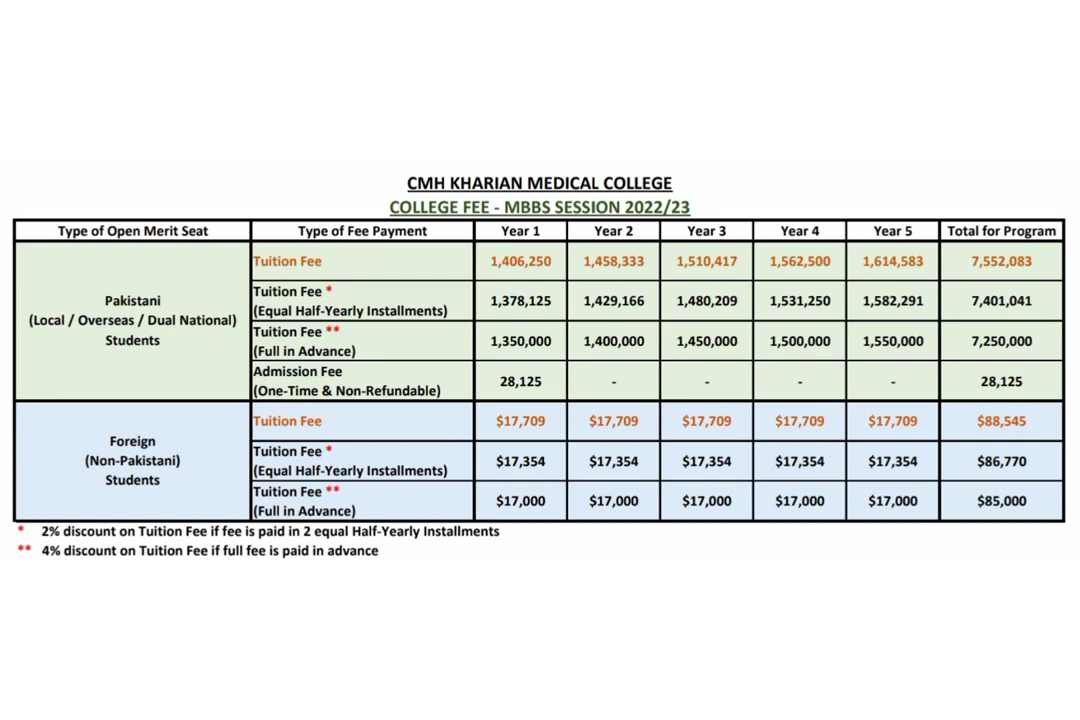 CMH KHARIAN MEDICAL COLLEGE
COLLEGE FEE - MBBS SESSION 2022/23
Type of Open Merit Seat Type of Fee Payment Year 1 Year 2 Year 3 Year 4 Year 5 Total for Program
Pakistani
(Local / Overseas / Dual National)
Students
Tuition Fee 1,406,250 1,458,333 1,510,417 1,562,500 1,614,583 7,552,083
Tuition Fee *
(Equal Half-Yearly Installments) 1,378,125 1,429,166 1,480,209 1,531,250 1,582,291 7,401,041
Tuition Fee **
(Full in Advance) 1,350,000 1,400,000 1,450,000 1,500,000 1,550,000 7,250,000
Admission Fee
(One-Time & Non-Refundable) 28,125 - - - - 28,125
Foreign
(Non-Pakistani)
Students
Tuition Fee $17,709 $17,709 $17,709 $17,709 $17,709 $88,545
Tuition Fee *
(Equal Half-Yearly Installments) $17,354 $17,354 $17,354 $17,354 $17,354 $86,770
Tuition Fee **
(Full in Advance) $17,000 $17,000 $17,000 $17,000 $17,000 $85,000
* 2% discount on Tuition Fee if fee is paid in 2 equal Half-Yearly Installments
** 4% discount on Tuition Fee if full fee is paid in advance